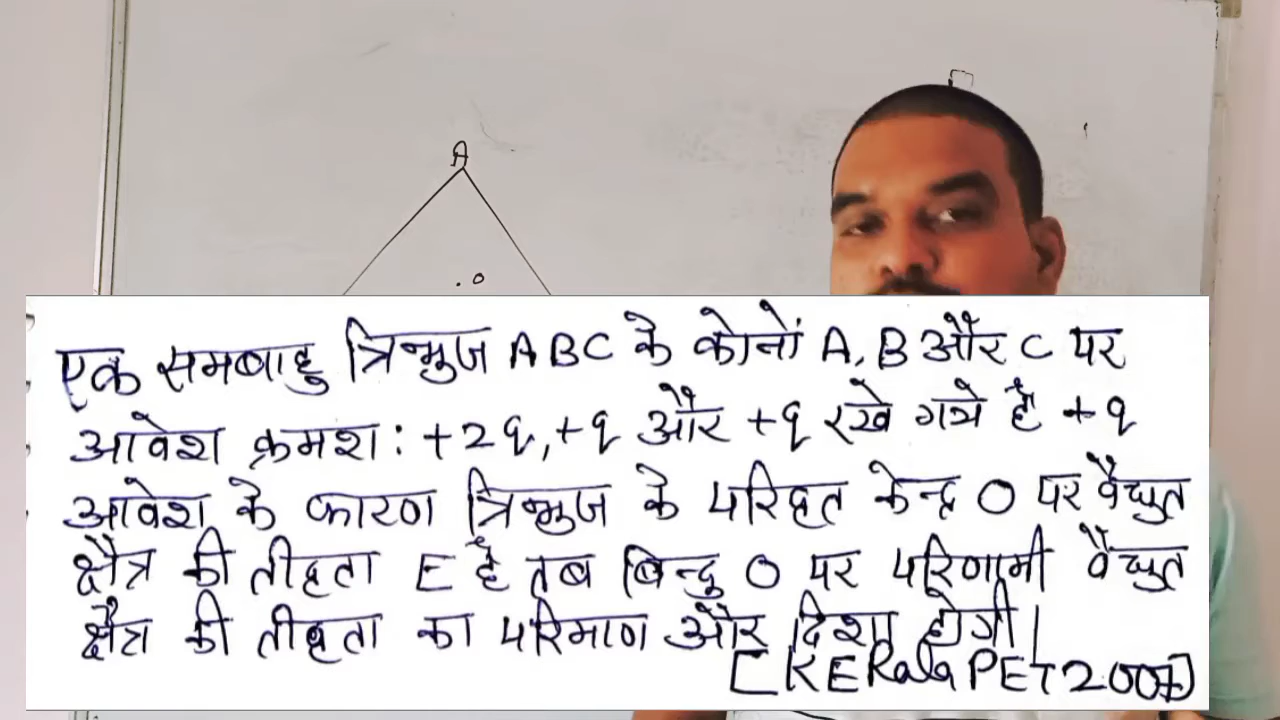 A
. O
एक समबाहु त्रिभुज ABC के कोनों A, B और C पर
आवेश क्रमश: +2q, +q और +q रखे गये हैं +q
आवेश के कारण त्रिभुज के परिवृत केन्द्र O पर वैद्युत
क्षैत्र की तीव्रता E है तब बिन्दु O पर परिणामी वैद्युत
क्षैत्र की तीव्रता का परिमाण और दिशा होगी|
[KERala PET 2007]